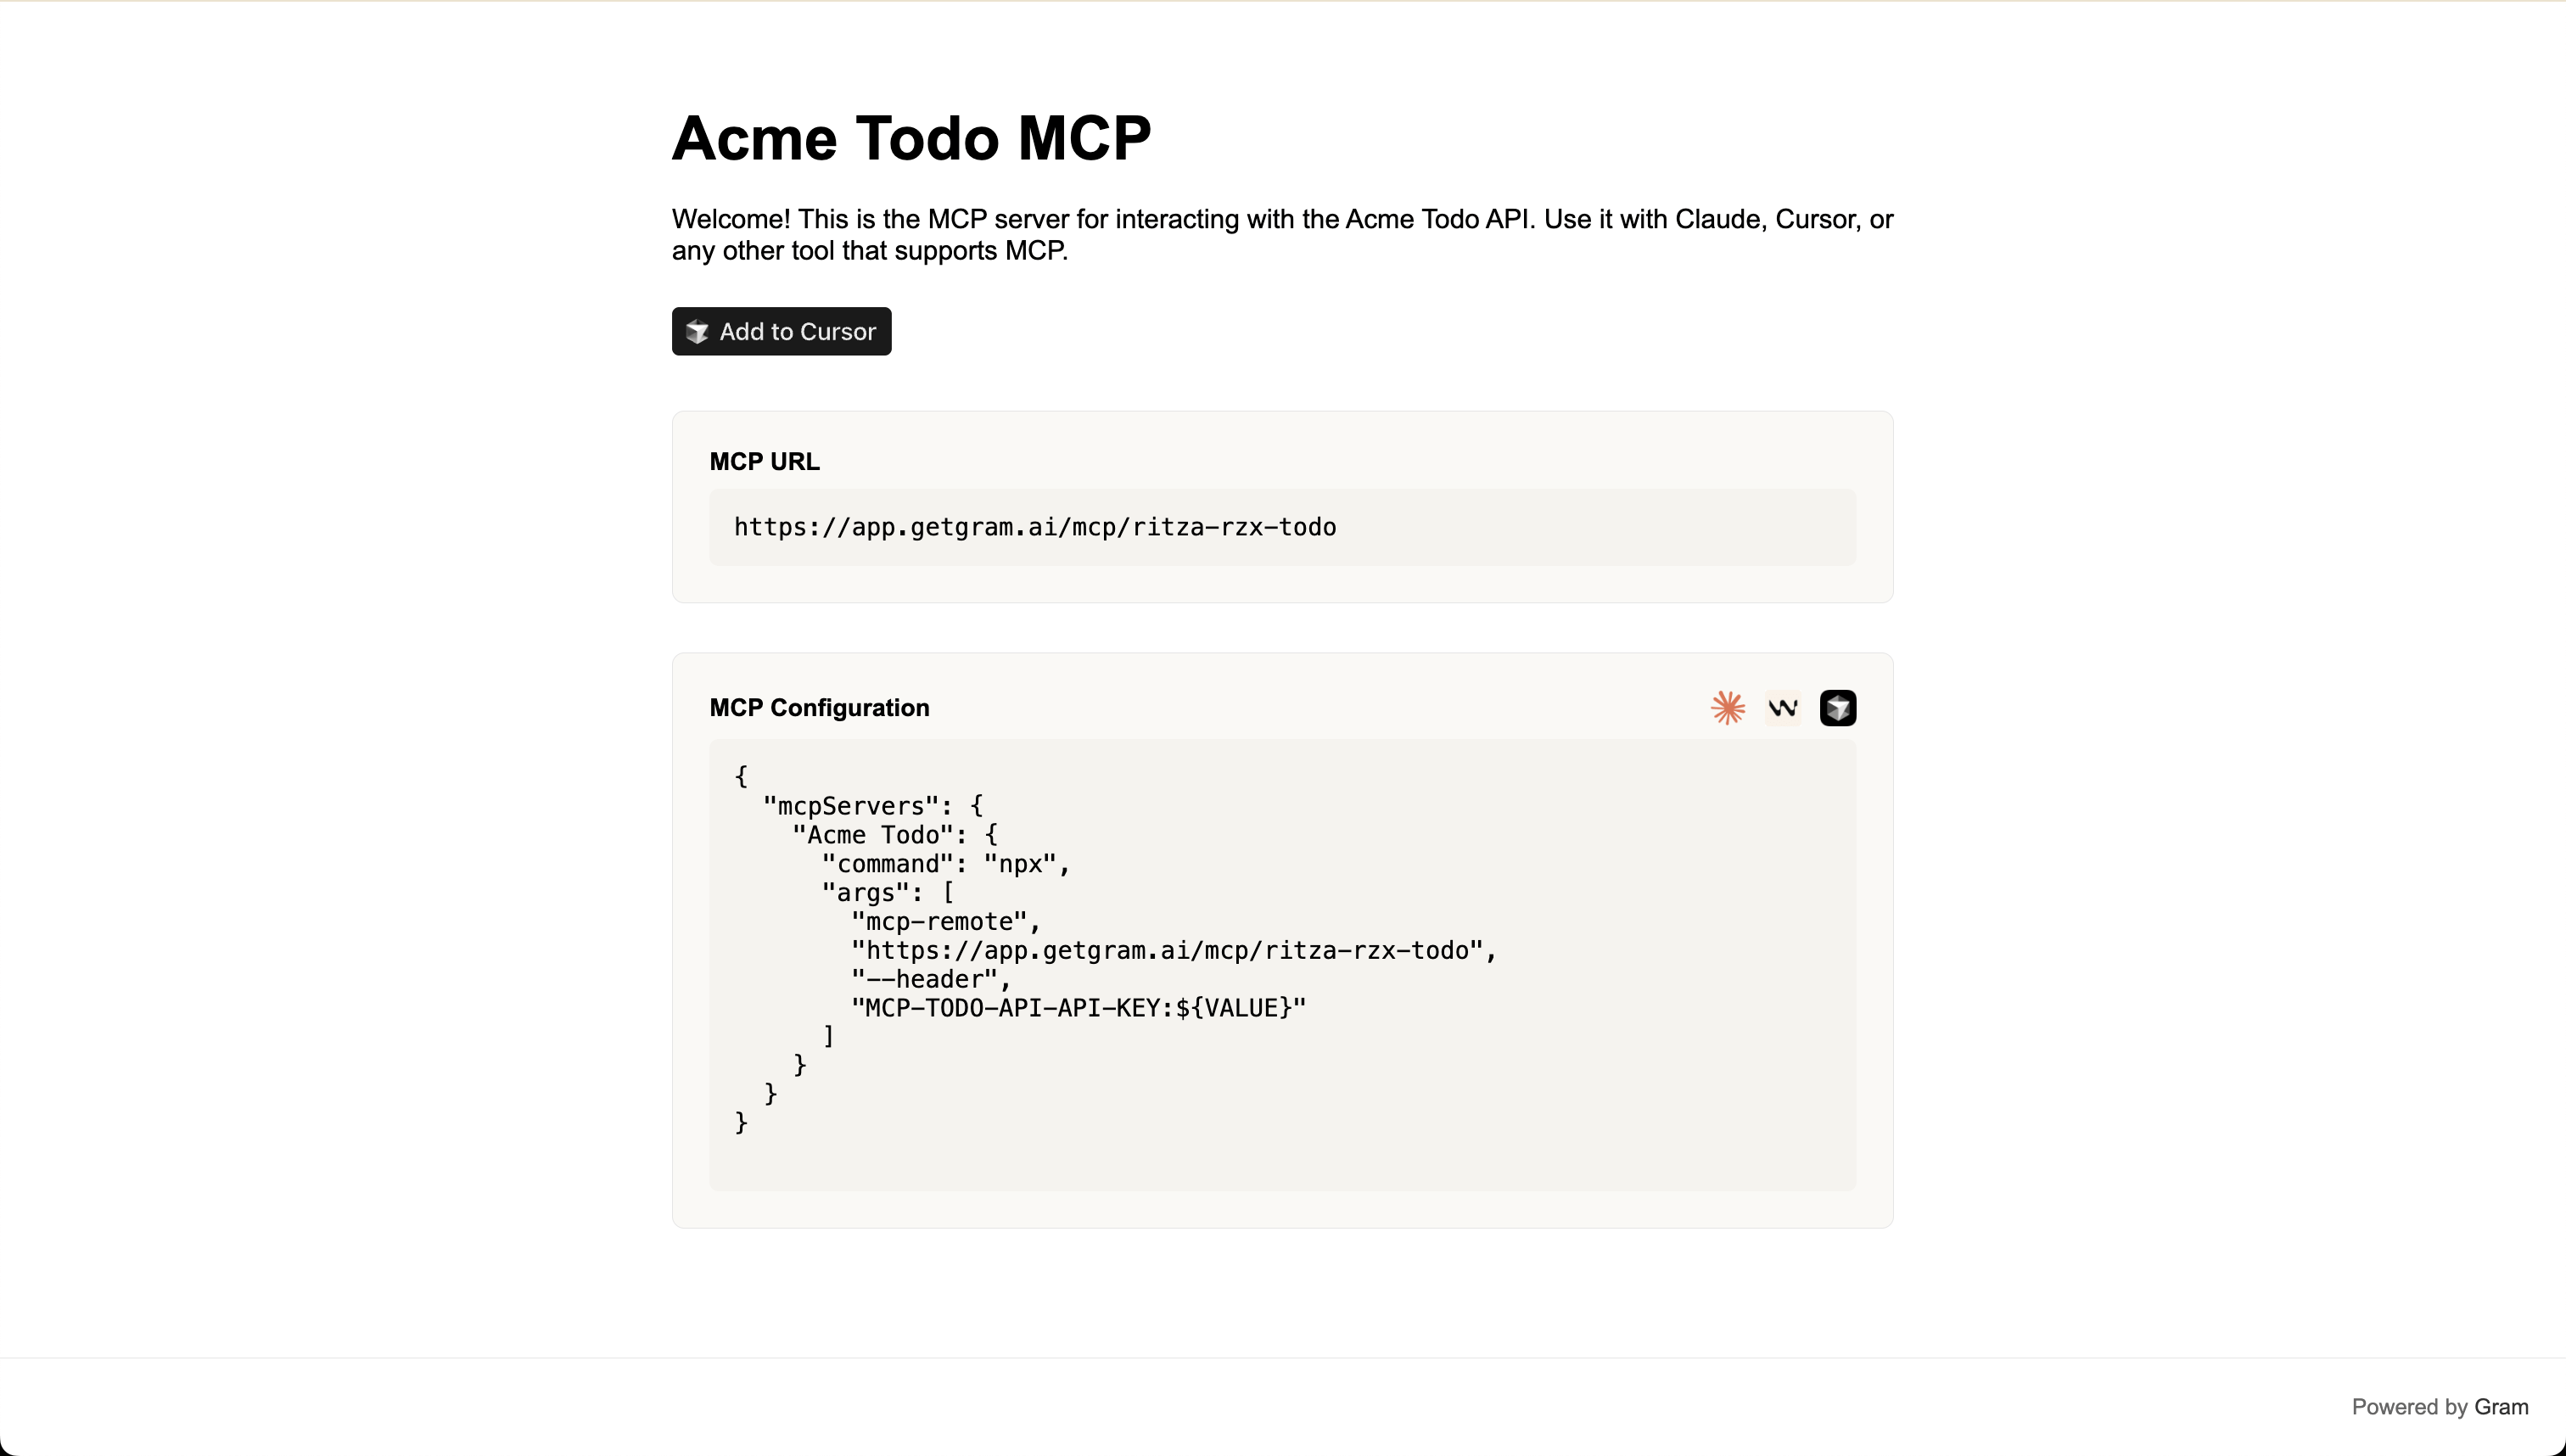 Acme Todo MCP
Welcome! This is the MCP server for interacting with the Acme Todo API. Use it with Claude, Cursor, or
any other tool that supports MCP.
Add to Cursor
MCP URL
https://app.getgram.ai/mcp/ritza-rzx-todo
MCP Configuration
{
  "mcpServers": {
    "Acme Todo": {
      "command": "npx",
      "args": [
        "mcp-remote",
        "https://app.getgram.ai/mcp/ritza-rzx-todo",
        "--header",
        "MCP-TODO-API-API-KEY:${VALUE}"
      ]
    }
  }
}
Powered by Gram